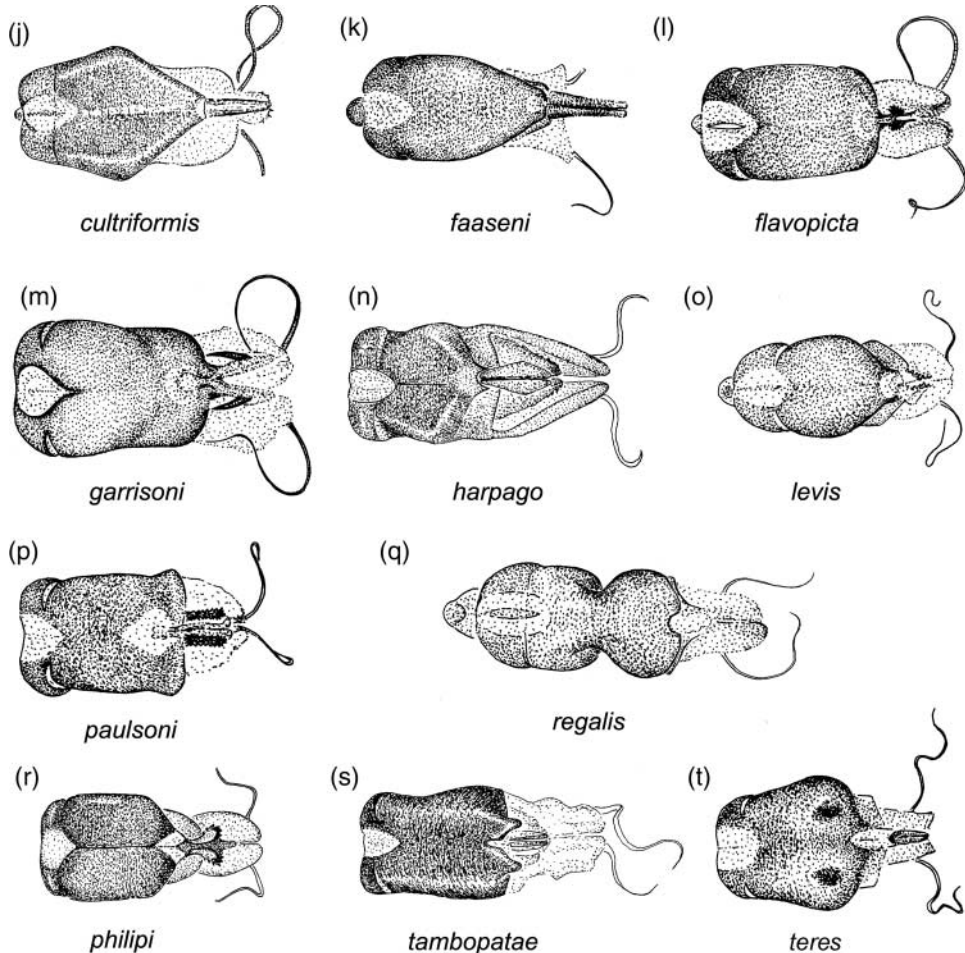 (j)
cultriformis
(k)
faaseni
(l)
flavopicta
(m)
garrisoni
(n)
harpago
(o)
levis
(p)
paulsoni
(q)
regalis
(r)
philipi
(s)
tambopatae
(t)
teres